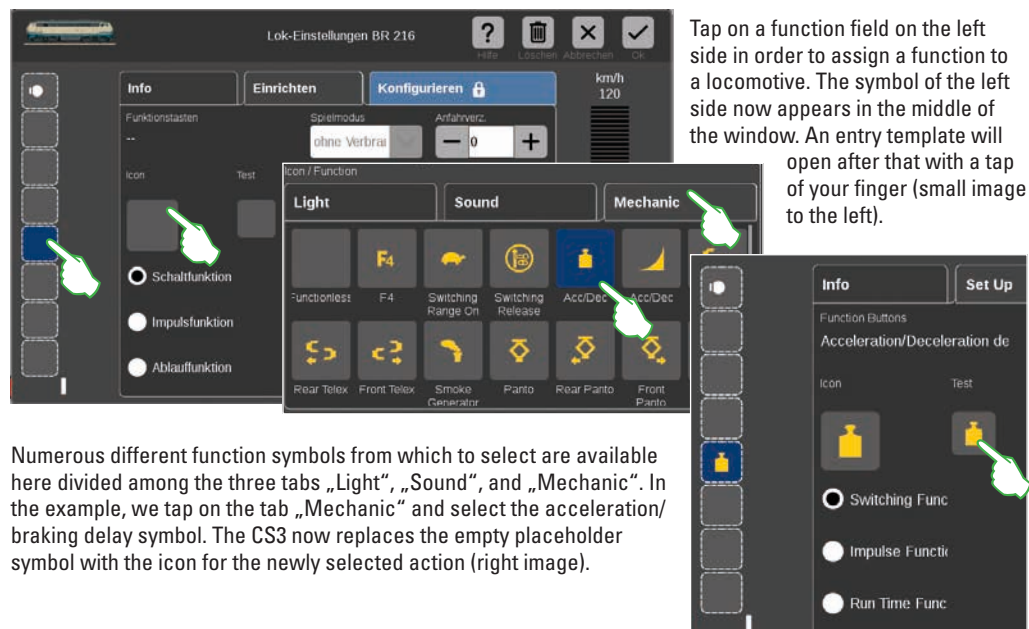 Lok-Einstellungen BR 216
?
Hilfe Löschen Abbrechen Ok
Info Einrichten Konfigurieren
km/h
120
Funktionstasten
--
Spielmodus
ohne Verbrau
Anfahrverz.
0
Icon Test
Schaltfunktion
Impulsfunktion
Ablauffunktion
Icon / Function
Light Sound Mechanic
F4
Functionless F4 Switching Range On Switching Release Acc/Dec Acc/Dec
Rear Telex Front Telex Smoke Generator Panto Rear Panto Front Panto
Tap on a function field on the left
side in order to assign a function to
a locomotive. The symbol of the left
side now appears in the middle of
the window. An entry template will
open after that with a tap
of your finger (small image
to the left).
Info Set Up
Function Buttons
Acceleration/Deceleration de
Icon Test
Switching Func
Impulse Functi
Run Time Func
Numerous different function symbols from which to select are available
here divided among the three tabs „Light“, „Sound“, and „Mechanic“. In
the example, we tap on the tab „Mechanic“ and select the acceleration/
braking delay symbol. The CS3 now replaces the empty placeholder
symbol with the icon for the newly selected action (right image).